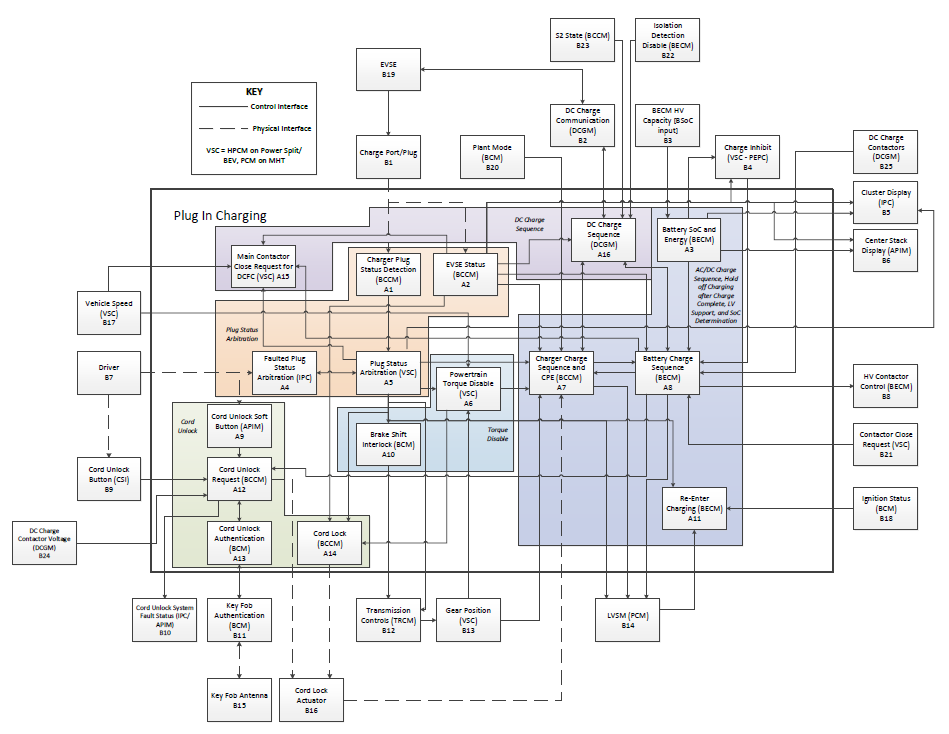 S2 State (BCCM)
B23
Isolation
Detection
Disable (BECM)
B22
EVSE
B19
KEY
Control Interface
Physical Interface
VSC = HPCM on Power Split/
BEV, PCM on MHT
DC Charge
Communication
(DCGM)
B2
BECM HV
Capacity [BSoC
input]
B3
Charge Port/Plug
B1
Plant Mode
(BCM)
B20
Charge Inhibit
(VSC - PEPC)
B4
DC Charge
Contactors
(DCGM)
B25
Cluster Display
(IPC)
B5
Center Stack
Display (APIM)
B6
Plug In Charging
DC Charge
Sequence
DC Charge
Sequence
(DCGM)
A16
Battery SoC and
Energy (BECM)
A3
Main Contactor
Close Request for
DCFC (VSC) A15
Charger Plug
Status Detection
(BCCM)
A1
EVSE Status
(BCCM)
A2
AC/DC Charge
Sequence, Hold
off Charging
after Charge
Complete, LV
Support, and SoC
Determination
Vehicle Speed
(VSC)
B17
Plug Status
Arbitration
Driver
B7
Faulted Plug
Status
Arbitration (IPC)
A4
Plug Status
Arbitration (VSC)
A5
Powertrain
Torque Disable
(VSC)
A6
Charger Charge
Sequence and
CPE (BCCM)
A7
Battery Charge
Sequence
(BECM)
A8
HV Contactor
Control (BECM)
B8
Cord
Unlock
Cord Unlock Soft
Button (APIM)
A9
Brake Shift
Interlock (BCM)
A10
Torque
Disable
Contactor Close
Request (VSC)
B21
Cord Unlock
Button (CSI)
B9
Cord Unlock
Request (BCCM)
A12
Re-Enter
Charging (BECM)
A11
Ignition Status
(BCM)
B18
DC Charge
Contactor Voltage
(DCGM)
B24
Cord Unlock
Authentication
(BCM)
A13
Cord Lock
(BCCM)
A14
Cord Unlock System
Fault Status (IPC/
APIM)
B10
Key Fob
Authentication
(BCM)
B11
Transmission
Controls (TRCM)
B12
Gear Position
(VSC)
B13
LVSM (PCM)
B14
Key Fob Antenna
B15
Cord Lock
Actuator
B16